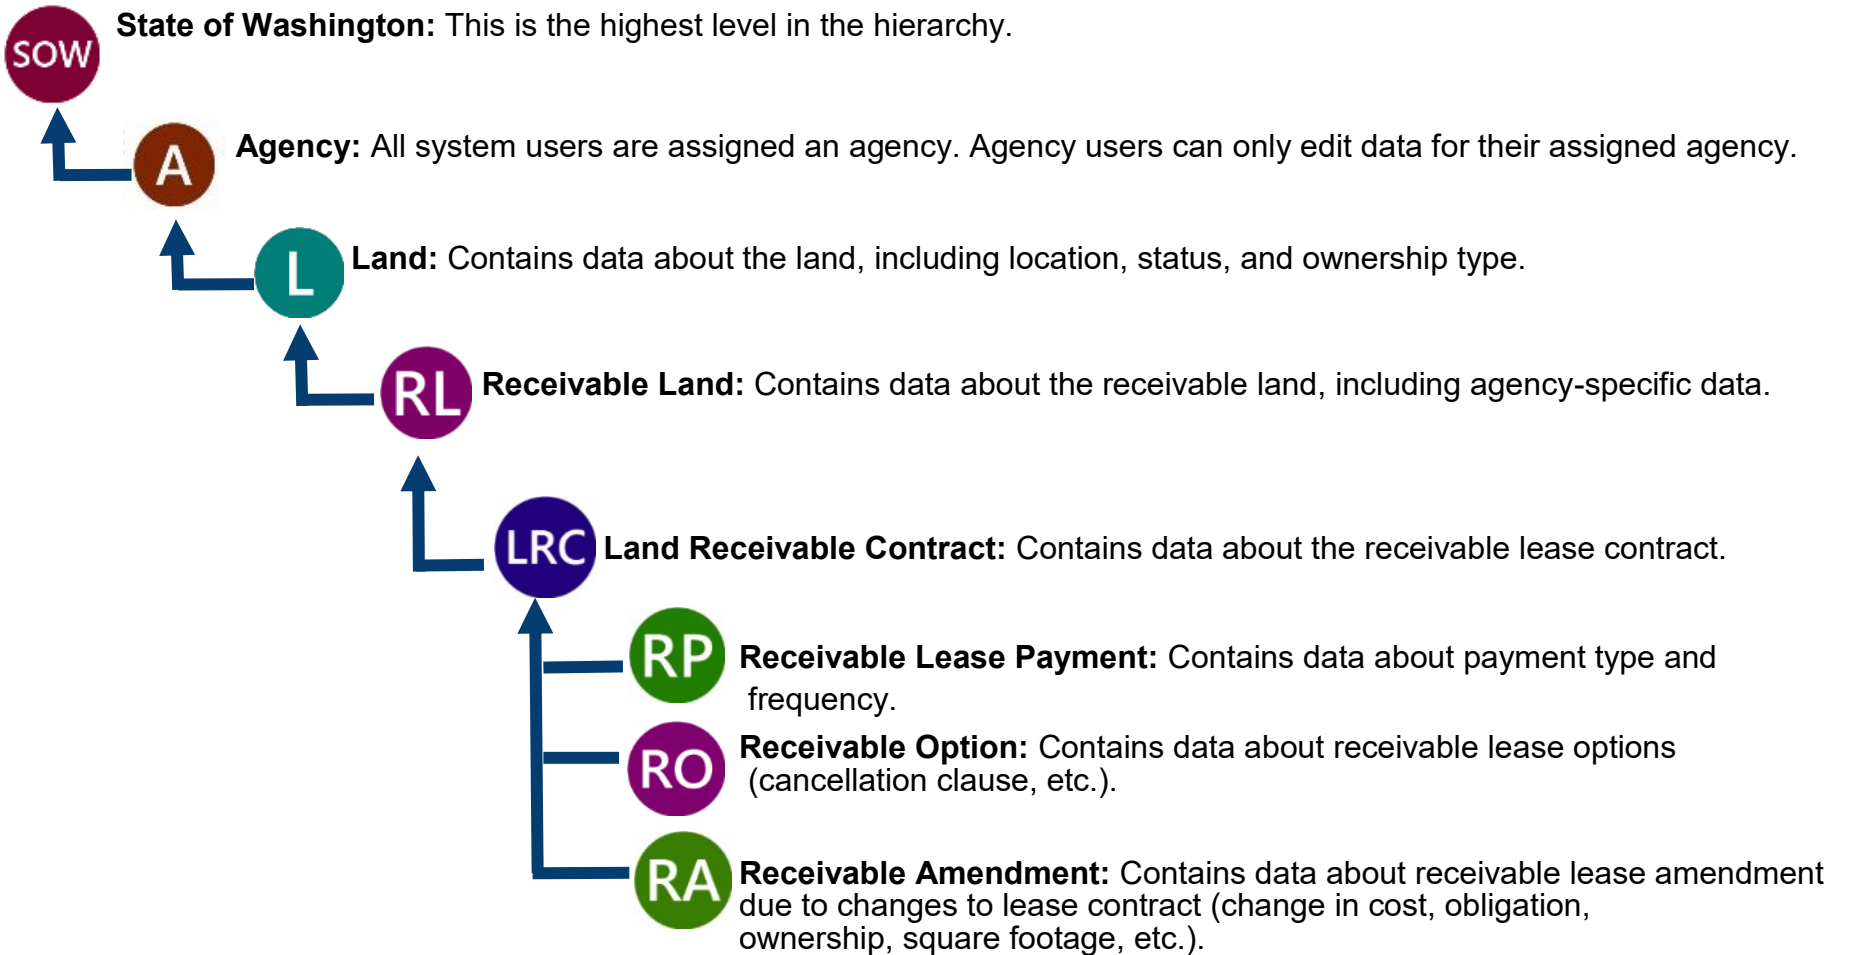 State of Washington: This is the highest level in the hierarchy.
SOW
A
Agency: All system users are assigned an agency. Agency users can only edit data for their assigned agency.
L
Land: Contains data about the land, including location, status, and ownership type.
RL
Receivable Land: Contains data about the receivable land, including agency-specific data.
LRC
Land Receivable Contract: Contains data about the receivable lease contract.
RP
Receivable Lease Payment: Contains data about payment type and
frequency.
RO
Receivable Option: Contains data about receivable lease options
(cancellation clause, etc.).
RA
Receivable Amendment: Contains data about receivable lease amendment
due to changes to lease contract (change in cost, obligation,
ownership, square footage, etc.).